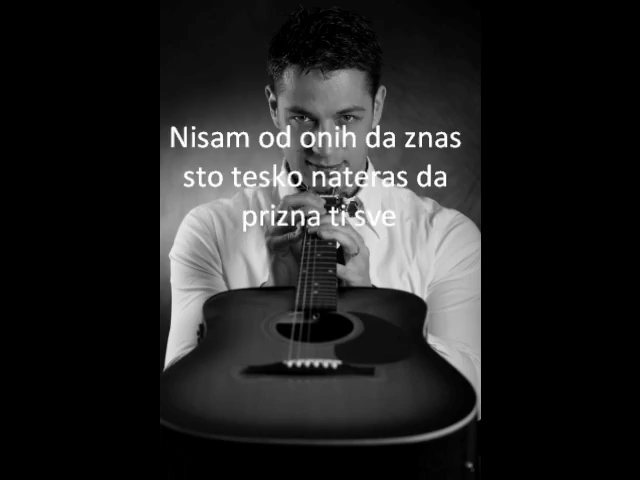 Nisam od onih da znas
sto tesko nateras da
prizna ti sve